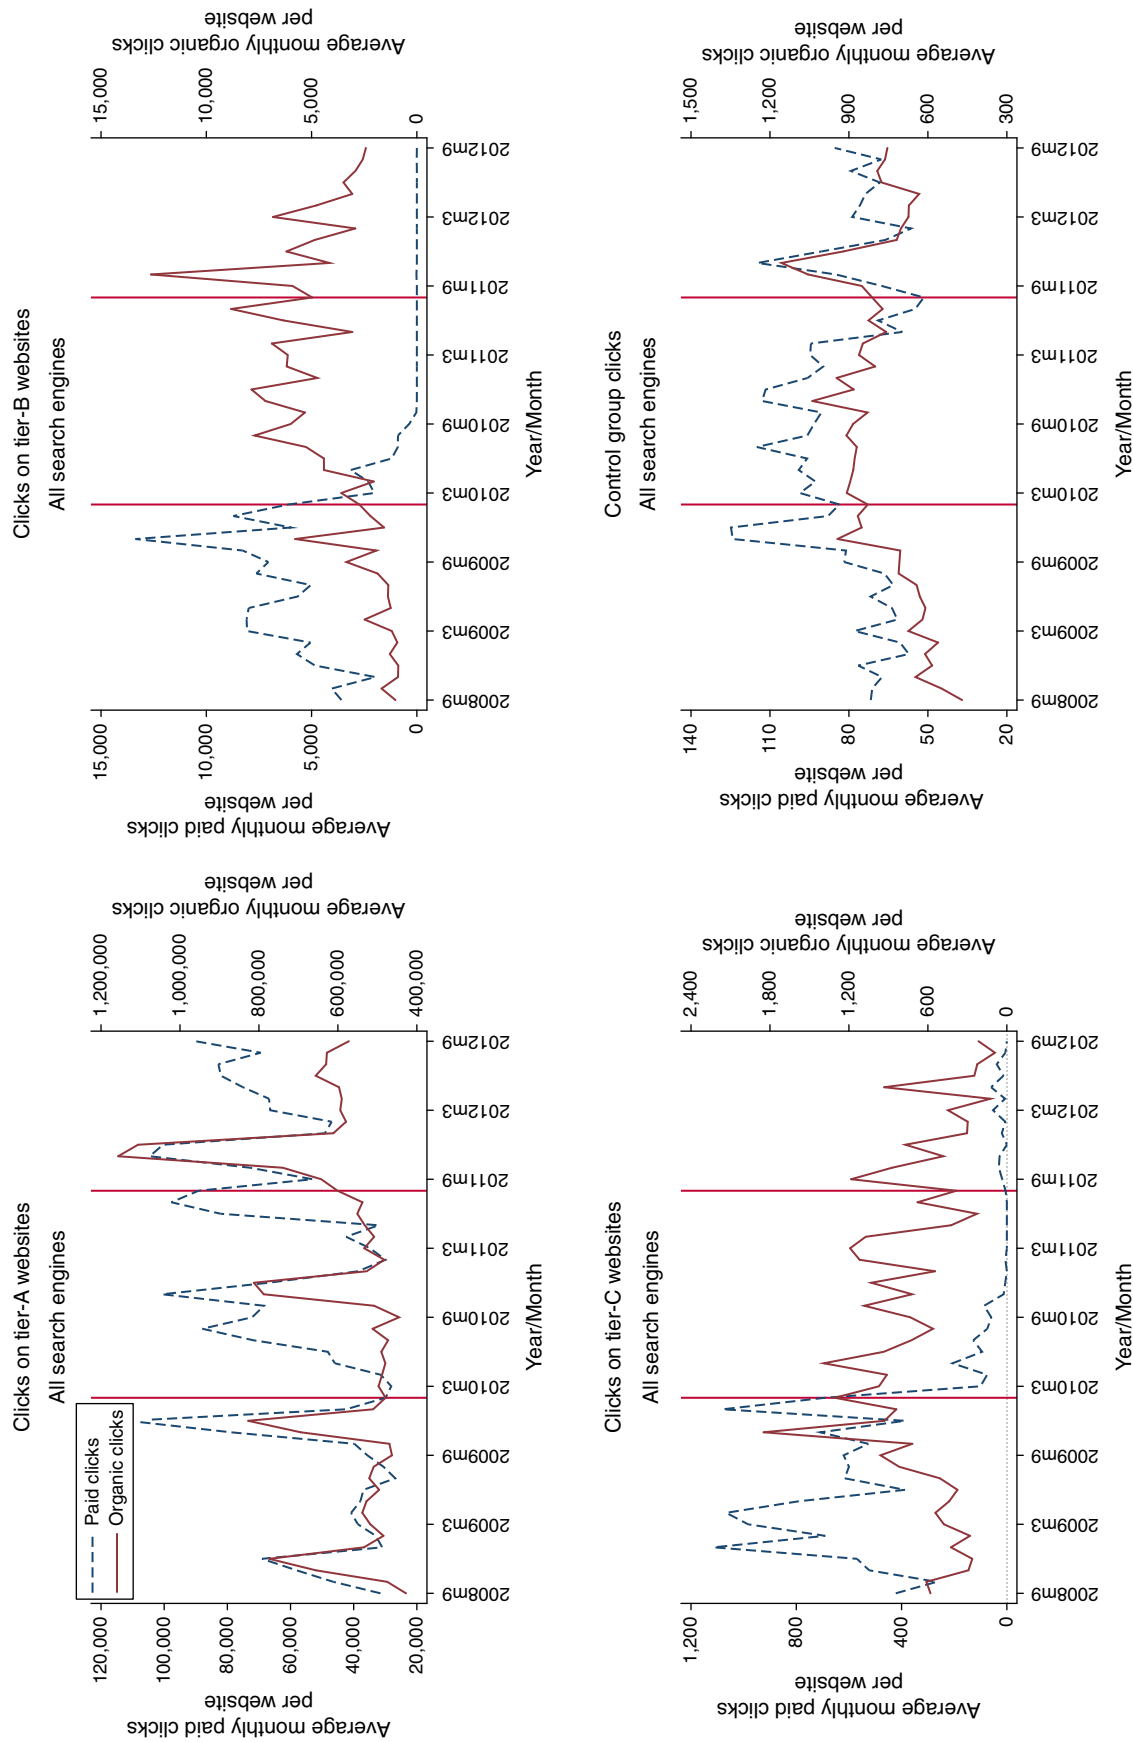 Clicks on tier-A websites
All search engines
Paid clicks
Organic clicks
Average monthly paid clicks
per website
120,000
100,000
80,000
60,000
40,000
20,000
1,200,000
1,000,000
800,000
600,000
400,000
Average monthly organic clicks
per website
2008m9
2009m3
2009m9
2010m3
2010m9
2011m3
2011m9
2012m3
2012m9
Year/Month
Clicks on tier-B websites
All search engines
Average monthly paid clicks
per website
15,000
10,000
5,000
0
15,000
10,000
5,000
0
Average monthly organic clicks
per website
2008m9
2009m3
2009m9
2010m3
2010m9
2011m3
2011m9
2012m3
2012m9
Year/Month
Clicks on tier-C websites
All search engines
Average monthly paid clicks
per website
1,200
800
400
0
2,400
1,800
1,200
600
0
Average monthly organic clicks
per website
2008m9
2009m3
2009m9
2010m3
2010m9
2011m3
2011m9
2012m3
2012m9
Year/Month
Control group clicks
All search engines
Average monthly paid clicks
per website
140
110
80
50
20
1,500
1,200
900
600
300
Average monthly organic clicks
per website
2008m9
2009m3
2009m9
2010m3
2010m9
2011m3
2011m9
2012m3
2012m9
Year/Month